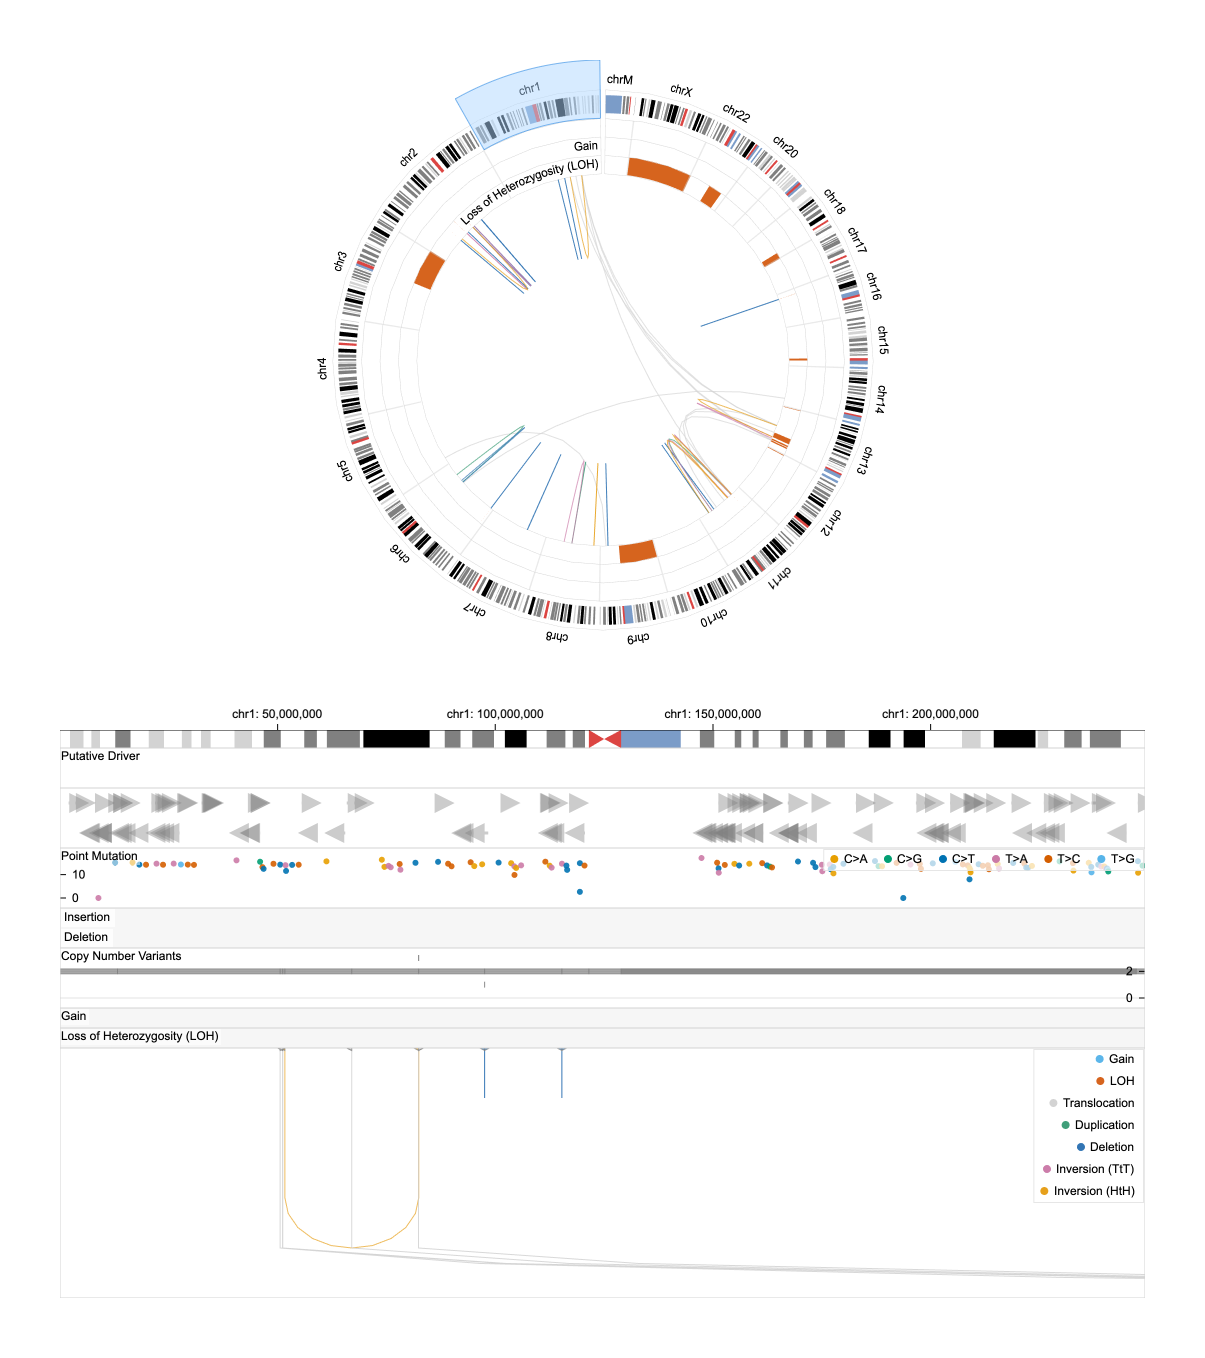 chrM
chr1
chrX
chr22
chr20
chr18
chr17
chr16
chr15
chr14
chr13
chr12
chr11
chr10
chr9
chr8
chr7
chr6
chr5
chr4
chr3
chr2
Gain
Loss of Heterozygosity (LOH)
chr1: 50,000,000
chr1: 100,000,000
chr1: 150,000,000
chr1: 200,000,000
Putative Driver
Point Mutation
C>A
C>G
C>T
T>A
T>C
T>G
10
0
Insertion
Deletion
Copy Number Variants
2
0
Gain
Loss of Heterozygosity (LOH)
Gain
LOH
Translocation
Duplication
Deletion
Inversion (TtT)
Inversion (HtH)